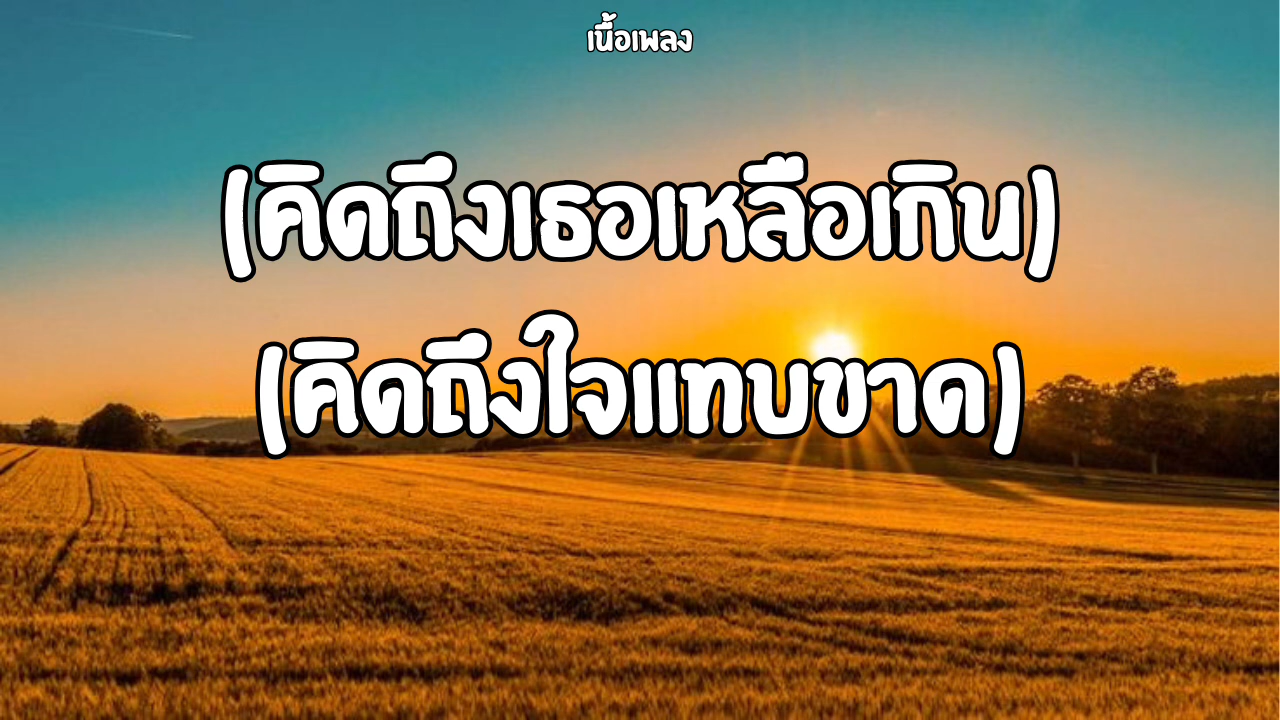 เนื้อเพลง
(คิดถึงเธอเหลือเกิน)
(คิดถึงใจแทบขาด)